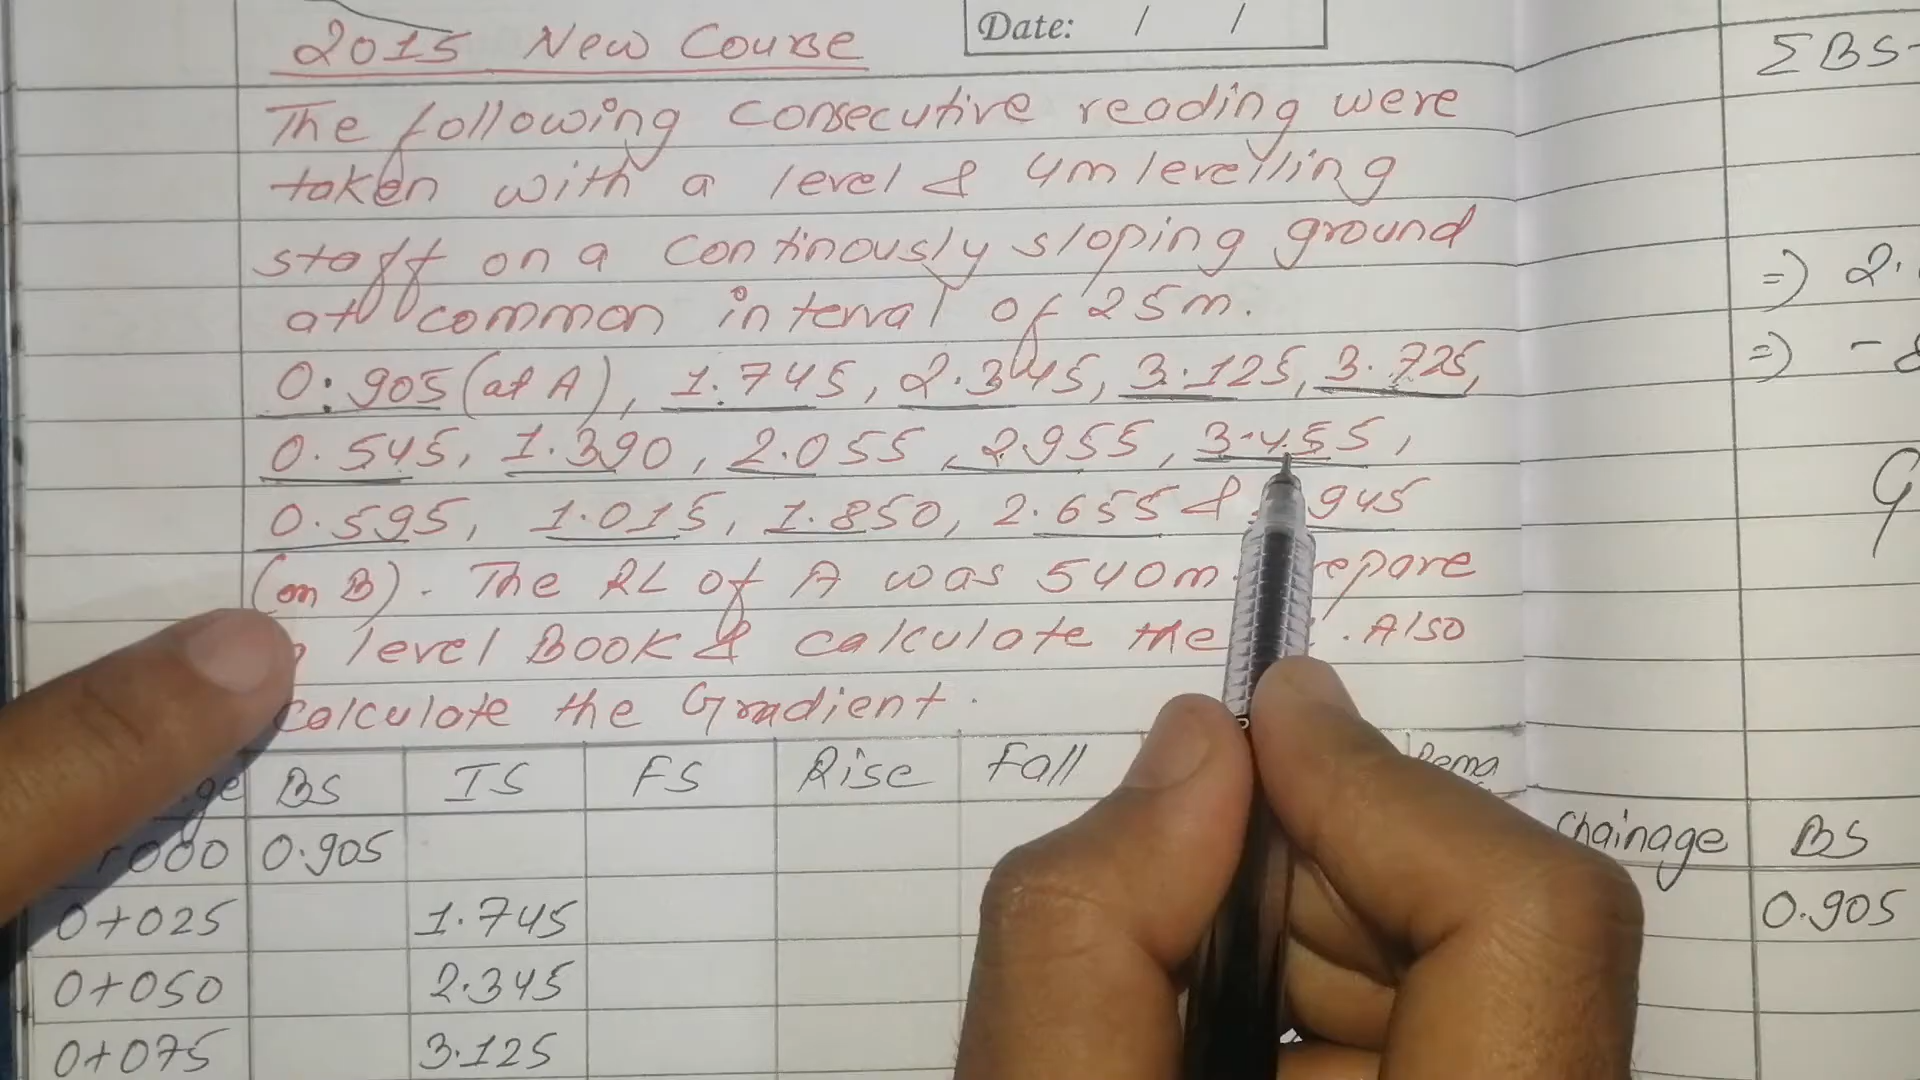 2015 New Course
Date: / /
The following consecutive reading were
taken with a level & 4m levelling
staff on a continously sloping ground
at common interval of 25m.
0.905 (at A), 1.745, 2.345, 3.125, 3.725,
0.545, 1.390, 2.055, 2.955, 3.455,
0.595, 1.015, 1.850, 2.655 & 945
(on B). The RL of A was 540m.
level Book & calculate the . Also
calculate the Gradient.
BS IS FS Rise Fall
000 0.905
0+025 1.745
0+050 2.345
0+075 3.125
ΣBS-
=) 2.
=) -
G
Chainage BS
0.905